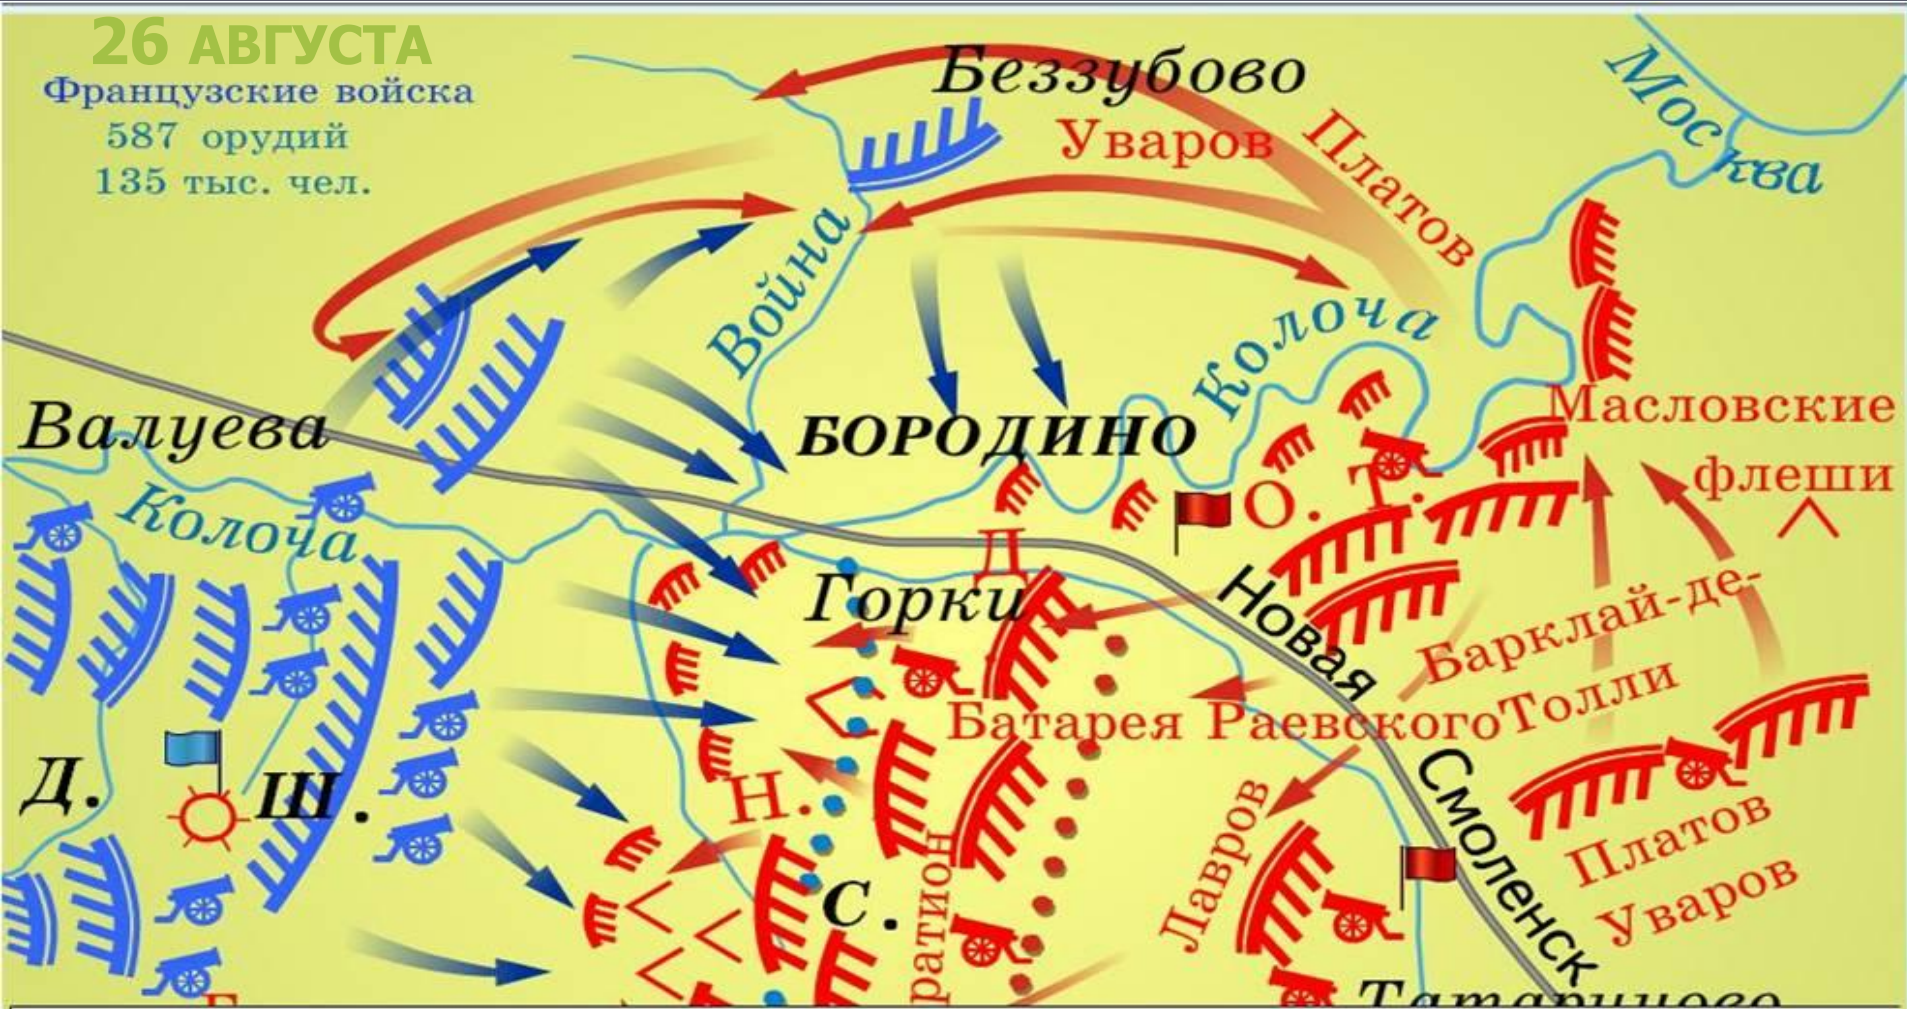 26 АВГУСТА
Французские войска
587 орудий
135 тыс. чел.
Беззубово
Уваров
Платов
Москва
Война
Колоча
Валуева
БОРОДИНО
Масловские
флеши
Колоча
О. Т.
Д
Горки
Новая
Барклай-де-
Толли
Батарея Раевского
Д.
Ш.
Н.
Смоленск
Лавров
Платов
Уваров
С.
ратион
Татариново